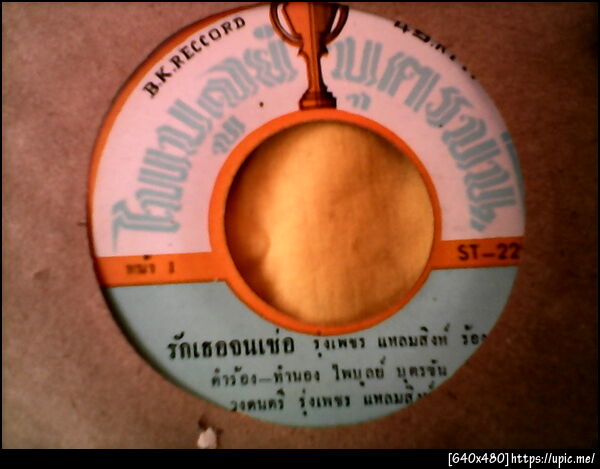 B.K.RECCORD
ไพบูลย์ บุตรขัน
หน้า 1
ST-22
รักเธอจนเซ่อ รุ่งเพชร แหลมสิงห์ ร้อง
คำร้อง-ทำนอง ไพบูลย์ บุตรขัน
วงดนตรี รุ่งเพชร แหลมสิงห์
[640x480]https://upic.me/